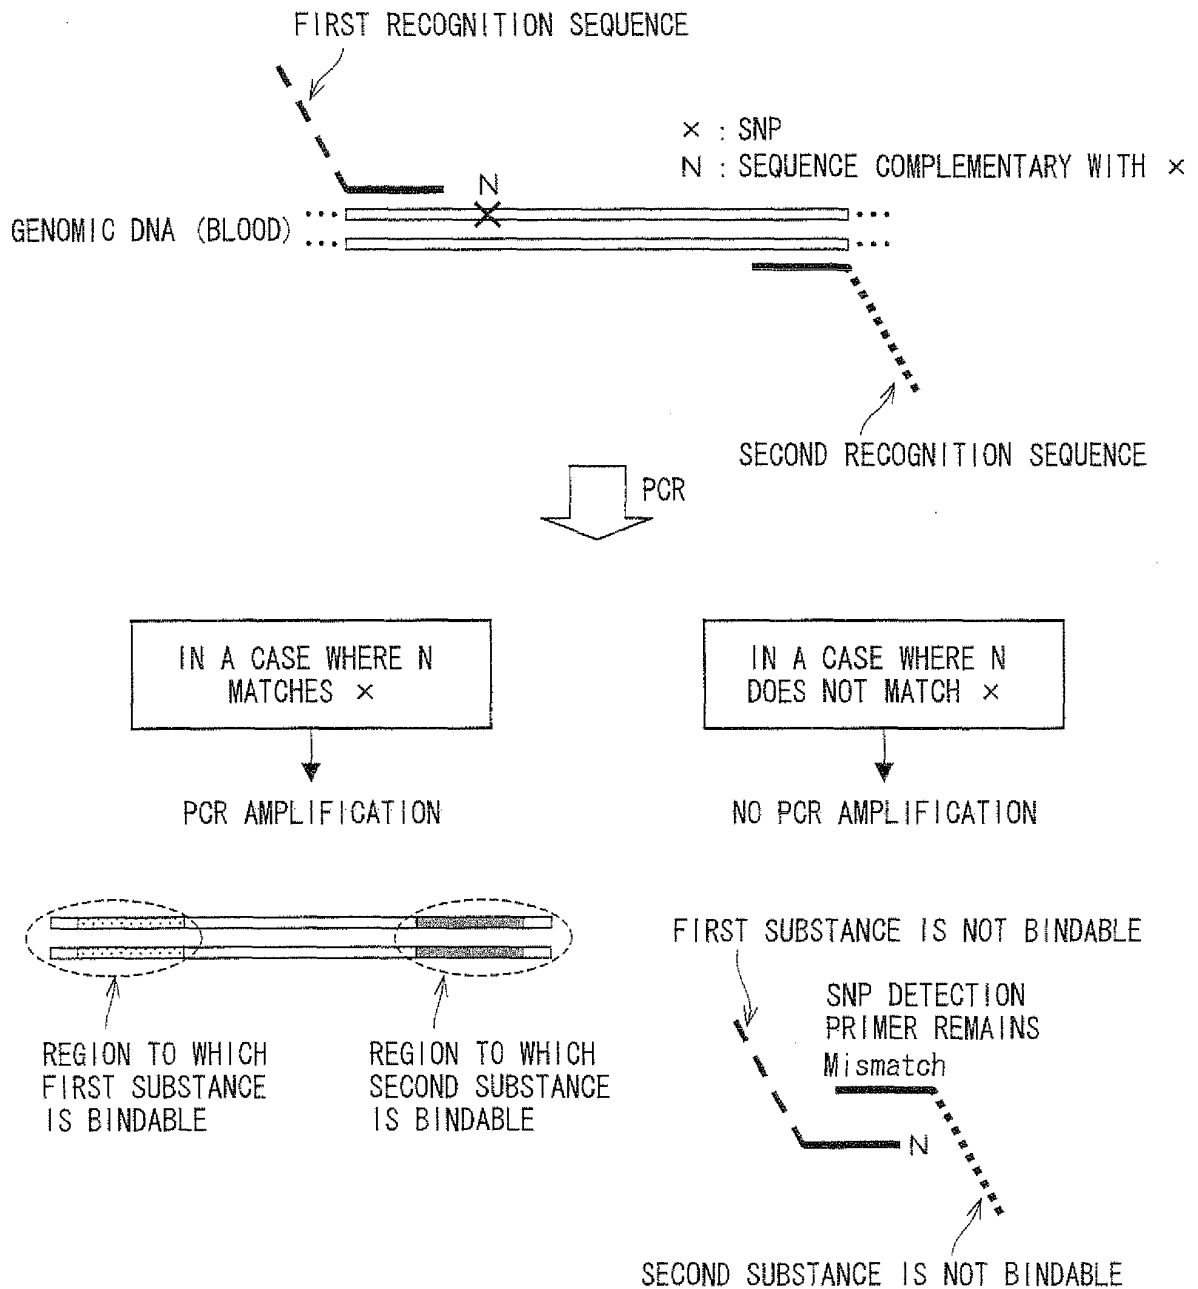 FIRST RECOGNITION SEQUENCE
× : SNP
N : SEQUENCE COMPLEMENTARY WITH ×
N
GENOMIC DNA (BLOOD)
SECOND RECOGNITION SEQUENCE
PCR
IN A CASE WHERE N
MATCHES ×
IN A CASE WHERE N
DOES NOT MATCH ×
PCR AMPLIFICATION
NO PCR AMPLIFICATION
REGION TO WHICH
FIRST SUBSTANCE
IS BINDABLE
REGION TO WHICH
SECOND SUBSTANCE
IS BINDABLE
FIRST SUBSTANCE IS NOT BINDABLE
SNP DETECTION
PRIMER REMAINS
Mismatch
N
SECOND SUBSTANCE IS NOT BINDABLE